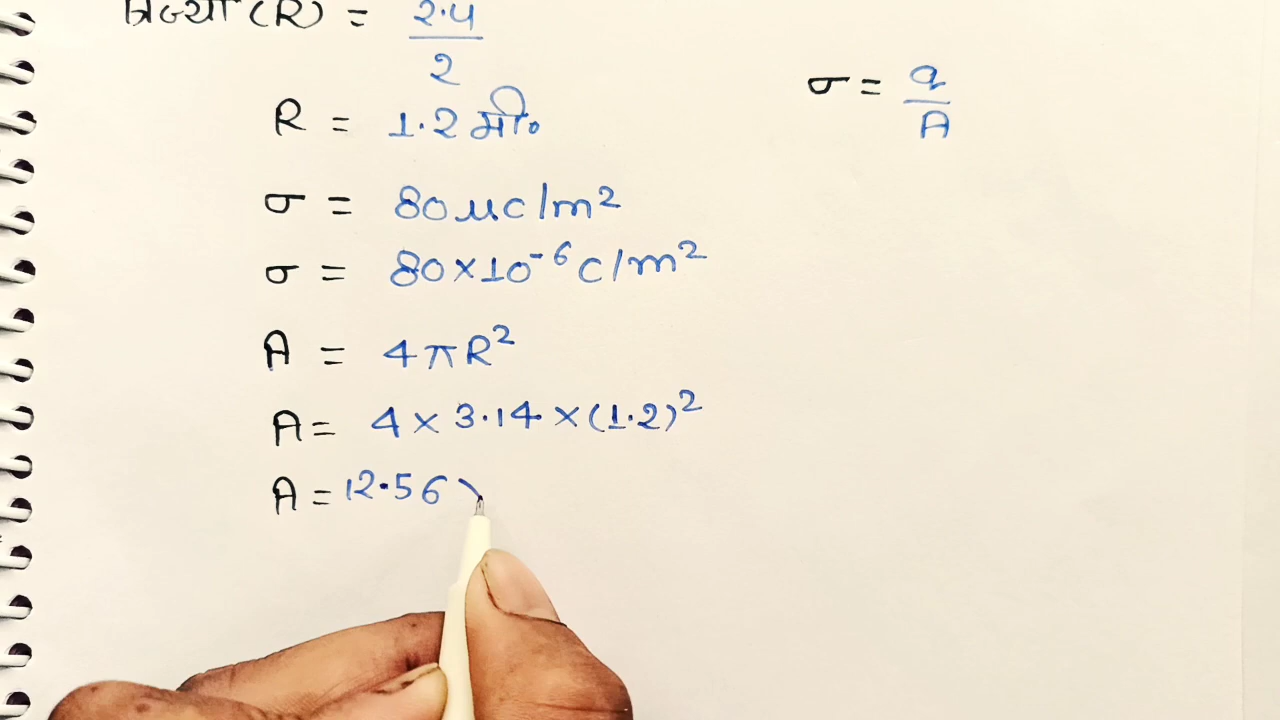 त्रिज्या (R) = 2.4/2
σ = q/A
R = 1.2 मी०
σ = 80 μC/m²
σ = 80×10⁻⁶ C/m²
A = 4πR²
A = 4 × 3.14 × (1.2)²
A = 12.56